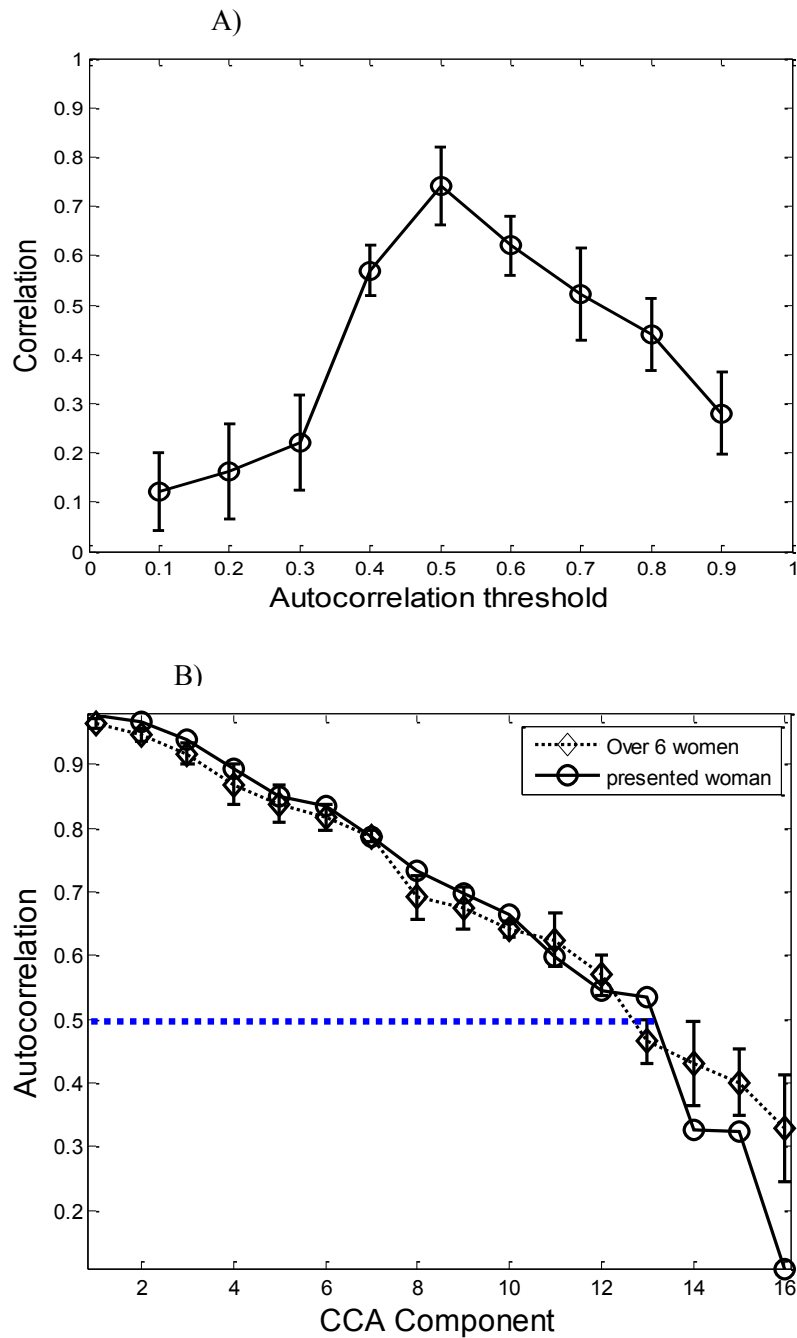 A)
1
0.9
0.8
0.7
0.6
0.5
0.4
0.3
0.2
0.1
0
Correlation
0 0.1 0.2 0.3 0.4 0.5 0.6 0.7 0.8 0.9 1
Autocorrelation threshold
B)
Over 6 women
presented woman
0.9
0.8
0.7
0.6
0.5
0.4
0.3
0.2
Autocorrelation
2 4 6 8 10 12 14 16
CCA Component